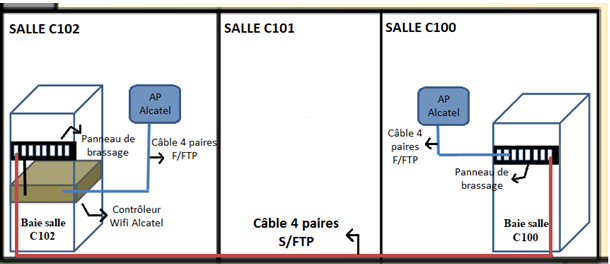 SALLE C102
SALLE C101
SALLE C100
AP
Alcatel
Panneau de
brassage
Câble 4 paires
F/FTP
Contrôleur
Wifi Alcatel
Baie salle
C102
Câble 4 paires
S/FTP
AP
Alcatel
Câble 4
paires
F/FTP
Panneau de
brassage
Baie salle
C100